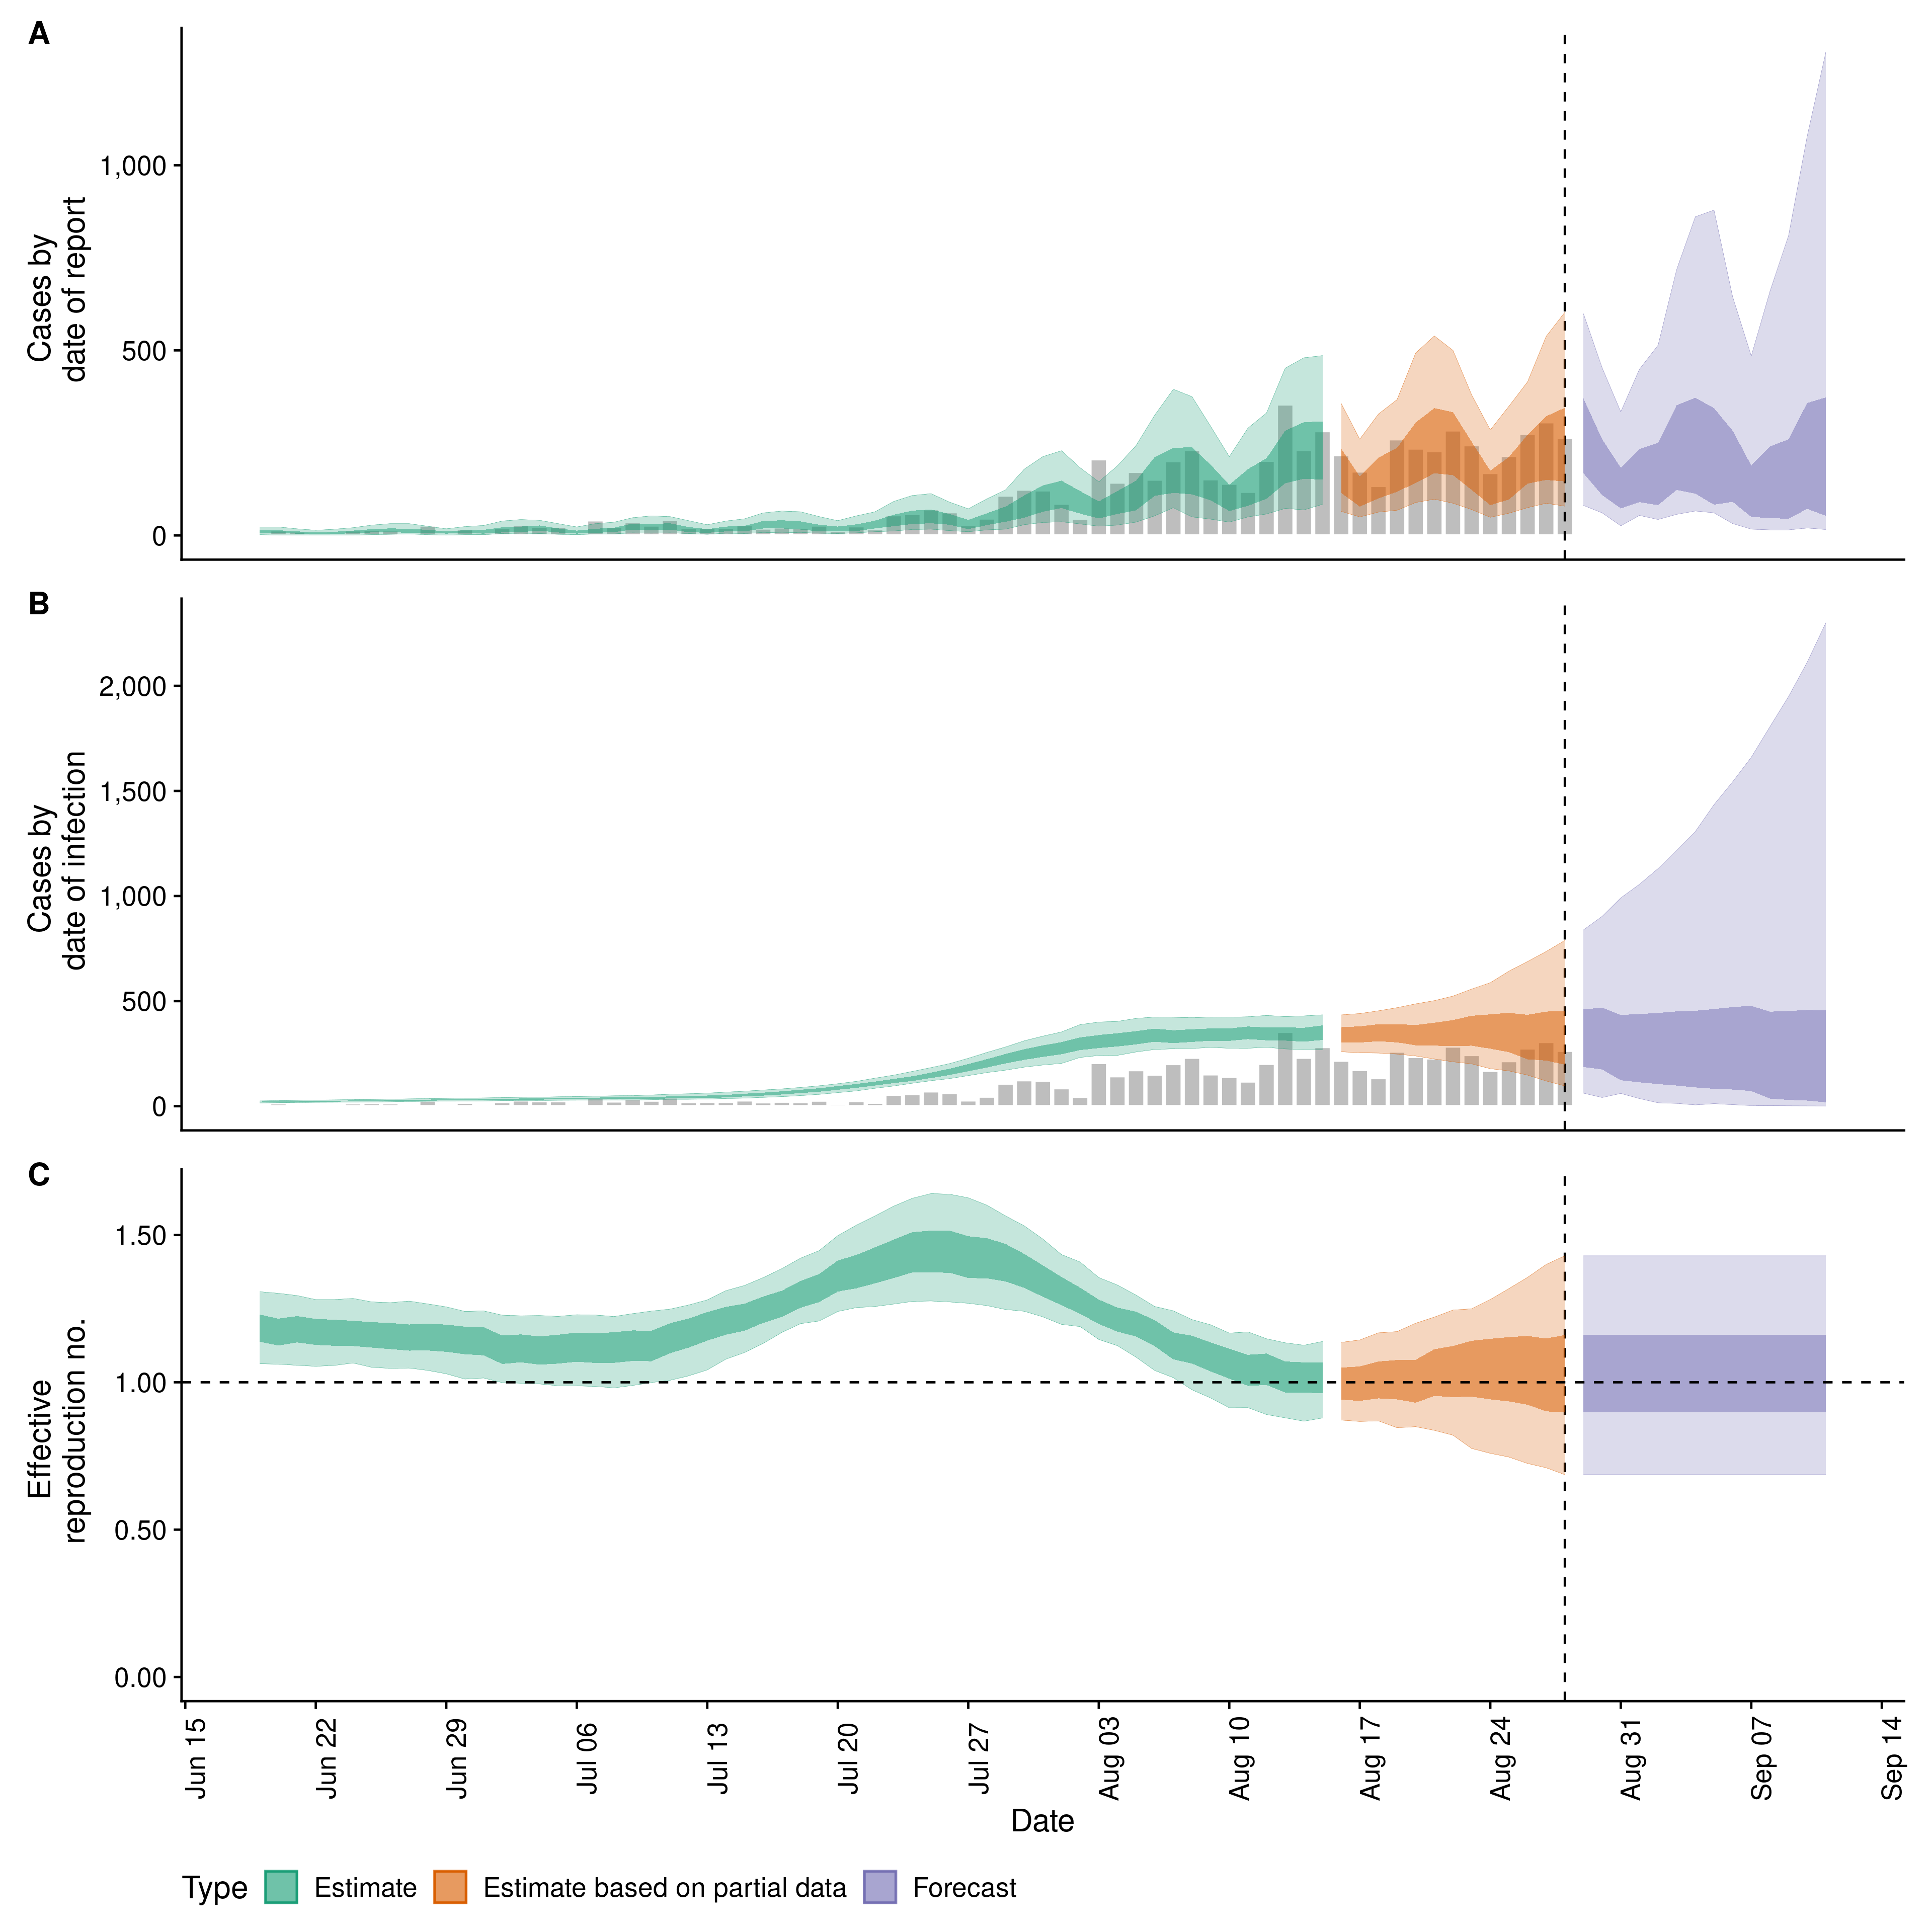 A
Cases by
date of report
1,000
500
0
B
Cases by
date of infection
2,000
1,500
1,000
500
0
C
Effective
reproduction no.
1.50
1.00
0.50
0.00
Jun 15
Jun 22
Jun 29
Jul 06
Jul 13
Jul 20
Jul 27
Aug 03
Aug 10
Aug 17
Aug 24
Aug 31
Sep 07
Sep 14
Date
Type Estimate Estimate based on partial data Forecast